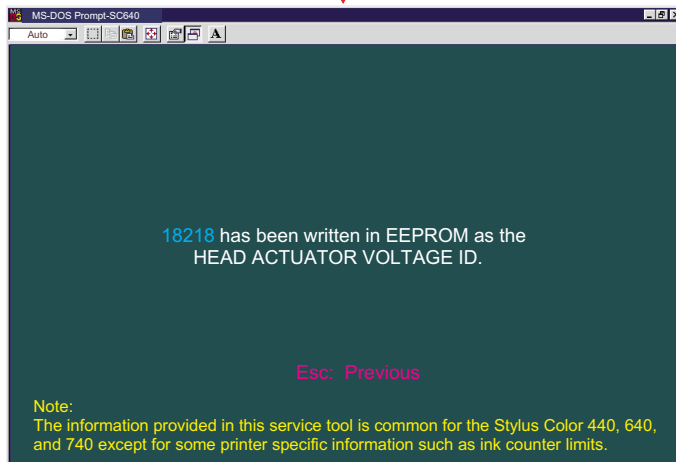 MS-DOS Prompt-SC640
Auto
A
18218 has been written in EEPROM as the
HEAD ACTUATOR VOLTAGE ID.
Esc: Previous
Note:
The information provided in this service tool is common for the Stylus Color 440, 640,
and 740 except for some printer specific information such as ink counter limits.